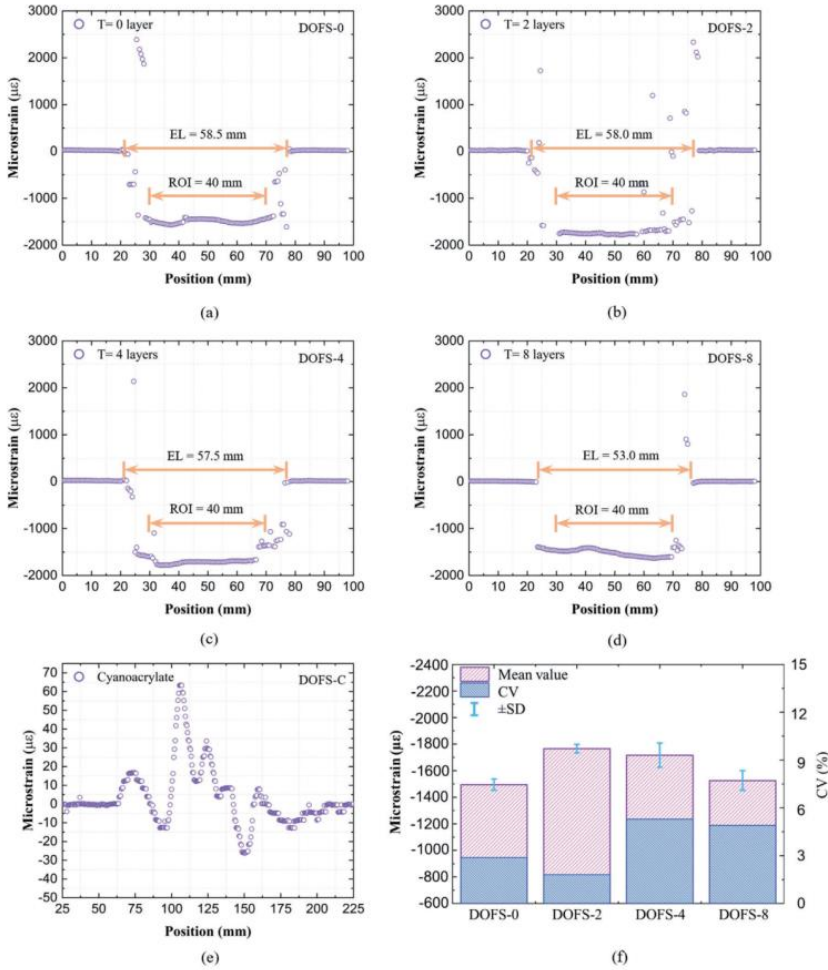 T= 0 layer
DOFS-0
EL = 58.5 mm
ROI = 40 mm
3000
2000
1000
0
-1000
-2000
Microstrain (με)
0 10 20 30 40 50 60 70 80 90 100
Position (mm)
(a)
T= 2 layers
DOFS-2
EL = 58.0 mm
ROI = 40 mm
3000
2000
1000
0
-1000
-2000
Microstrain (με)
0 10 20 30 40 50 60 70 80 90 100
Position (mm)
(b)
T= 4 layers
DOFS-4
EL = 57.5 mm
ROI = 40 mm
3000
2000
1000
0
-1000
-2000
Microstrain (με)
0 10 20 30 40 50 60 70 80 90 100
Position (mm)
(c)
T= 8 layers
DOFS-8
EL = 53.0 mm
ROI = 40 mm
3000
2000
1000
0
-1000
-2000
Microstrain (με)
0 10 20 30 40 50 60 70 80 90 100
Position (mm)
(d)
Cyanoacrylate
DOFS-C
70
60
50
40
30
20
10
0
-10
-20
-30
-40
-50
Microstrain (με)
25 50 75 100 125 150 175 200 225
Position (mm)
(e)
Mean value
CV
±SD
-2400
-2200
-2000
-1800
-1600
-1400
-1200
-1000
-800
-600
Microstrain (με)
15
12
9
6
3
0
CV (%)
DOFS-0 DOFS-2 DOFS-4 DOFS-8
(f)